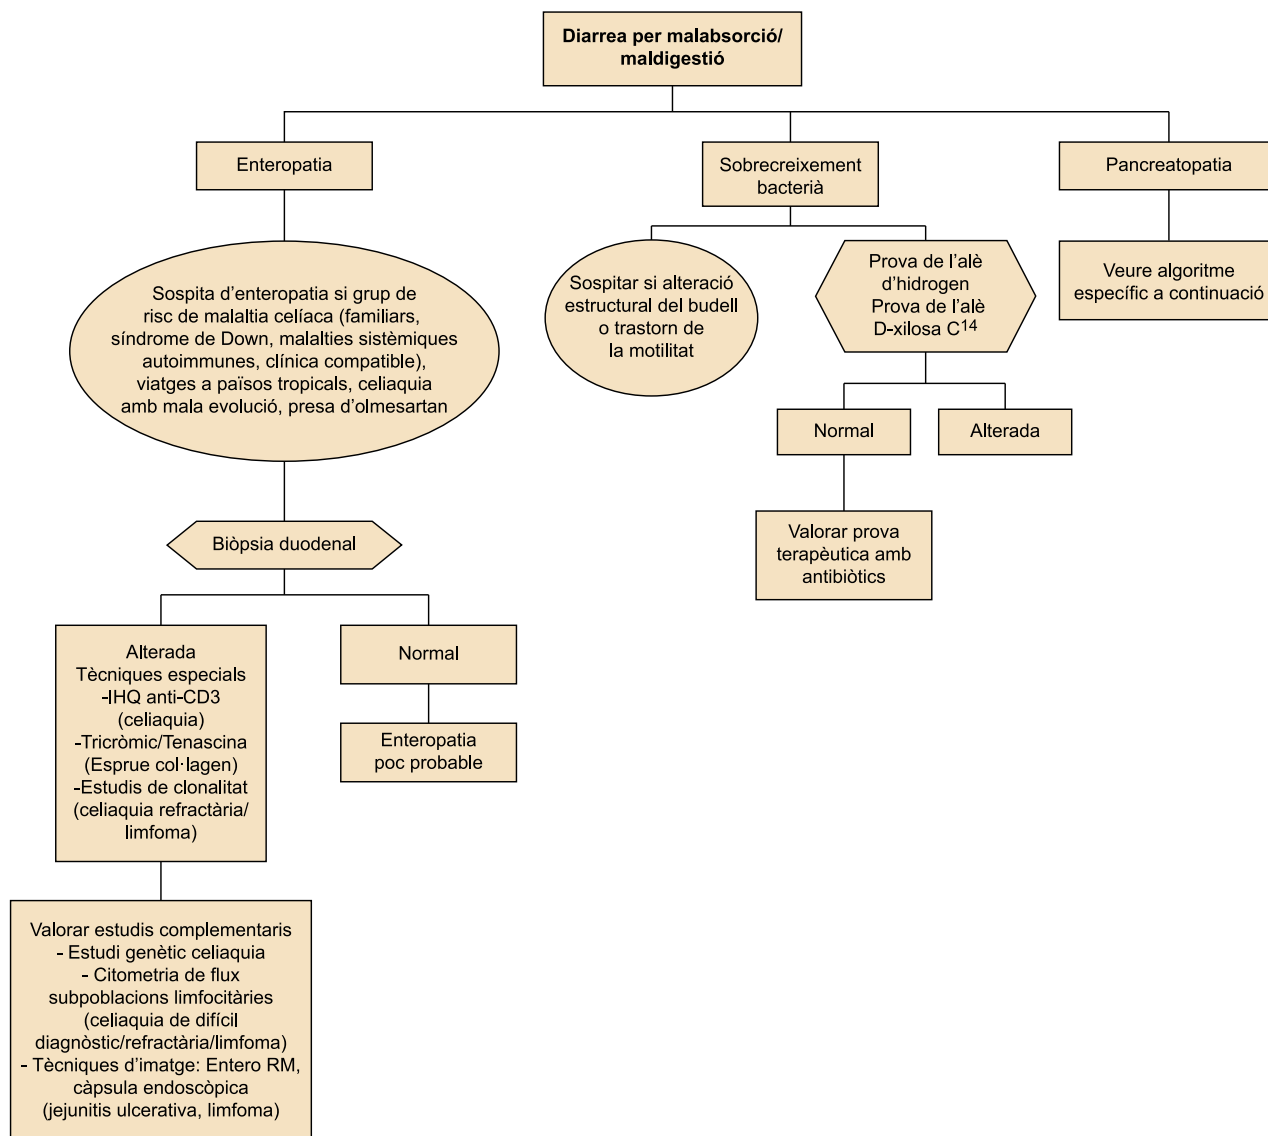 Diarrea per malabsorció/
maldigestió
Enteropatia
Sobrecreixement
bacterià
Pancreatopatia
Sospita d’enteropatia si grup de
risc de malaltia celíaca (familiars,
síndrome de Down, malalties sistèmiques
autoimmunes, clínica compatible),
viatges a països tropicals, celiaquia
amb mala evolució, presa d’olmesartan
Sospitar si alteració
estructural del budell
o trastorn de
la motilitat
Prova de l’alè
d’hidrogen
Prova de l’alè
D-xilosa C14
Veure algoritme
específic a continuació
Normal
Alterada
Valorar prova
terapèutica amb
antibiòtics
Biòpsia duodenal
Alterada
Tècniques especials
-IHQ anti-CD3
(celiaquia)
-Tricròmic/Tenascina
(Esprue col·lagen)
-Estudis de clonalitat
(celiaquia refractària/
limfoma)
Normal
Enteropatia
poc probable
Valorar estudis complementaris
- Estudi genètic celiaquia
- Citometria de flux
subpoblacions limfocitàries
(celiaquia de difícil
diagnòstic/refractària/limfoma)
- Tècniques d’imatge: Entero RM,
càpsula endoscòpica
(jejunitis ulcerativa, limfoma)